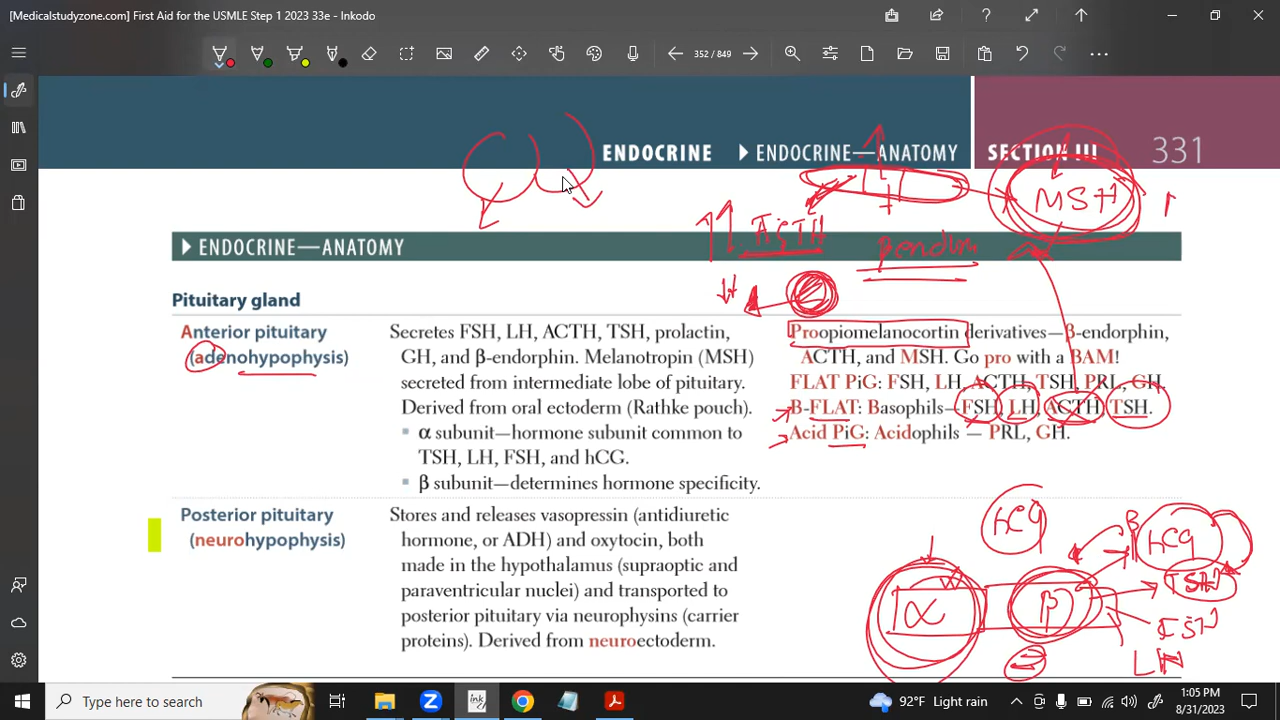 [Medicalstudyzone.com] First Aid for the USMLE Step 1 2023 33e - Inkodo
352 / 849
ENDOCRINE ▶ ENDOCRINE—ANATOMY SECTION III 331
MSH
ACTH
▶ ENDOCRINE—ANATOMY
Pituitary gland
Anterior pituitary
(adenohypophysis)
Secretes FSH, LH, ACTH, TSH, prolactin,
GH, and β-endorphin. Melanotropin (MSH)
secreted from intermediate lobe of pituitary.
Derived from oral ectoderm (Rathke pouch).
▪ α subunit—hormone subunit common to
TSH, LH, FSH, and hCG.
▪ β subunit—determines hormone specificity.
Proopiomelanocortin derivatives—β-endorphin,
ACTH, and MSH. Go pro with a BAM!
FLAT PiG: FSH, LH, ACTH, TSH, PRL, GH.
B-FLAT: Basophils—FSH, LH, ACTH, TSH.
Acid PiG: Acidophils — PRL, GH.
Posterior pituitary
(neurohypophysis)
Stores and releases vasopressin (antidiuretic
hormone, or ADH) and oxytocin, both
made in the hypothalamus (supraoptic and
paraventricular nuclei) and transported to
posterior pituitary via neurophysins (carrier
proteins). Derived from neuroectoderm.
hCG
B
hCG
TSH
α
β
FSH
LH
Type here to search
92°F Light rain
1:05 PM
8/31/2023